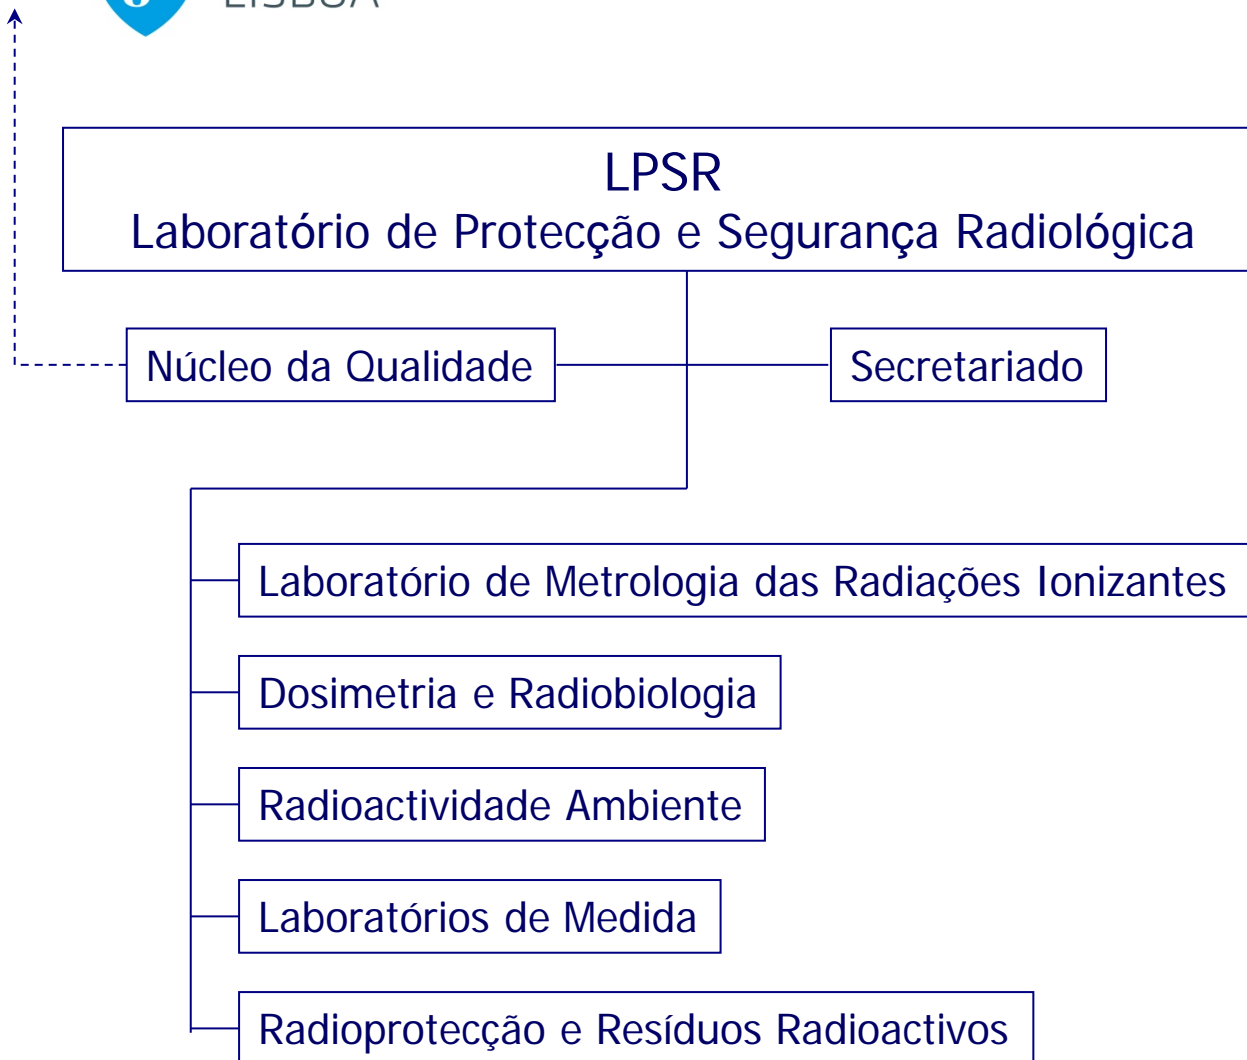 LISBOA
LPSR
Laboratório de Protecção e Segurança Radiológica
Núcleo da Qualidade
Secretariado
Laboratório de Metrologia das Radiações Ionizantes
Dosimetria e Radiobiologia
Radioactividade Ambiente
Laboratórios de Medida
Radioprotecção e Resíduos Radioactivos